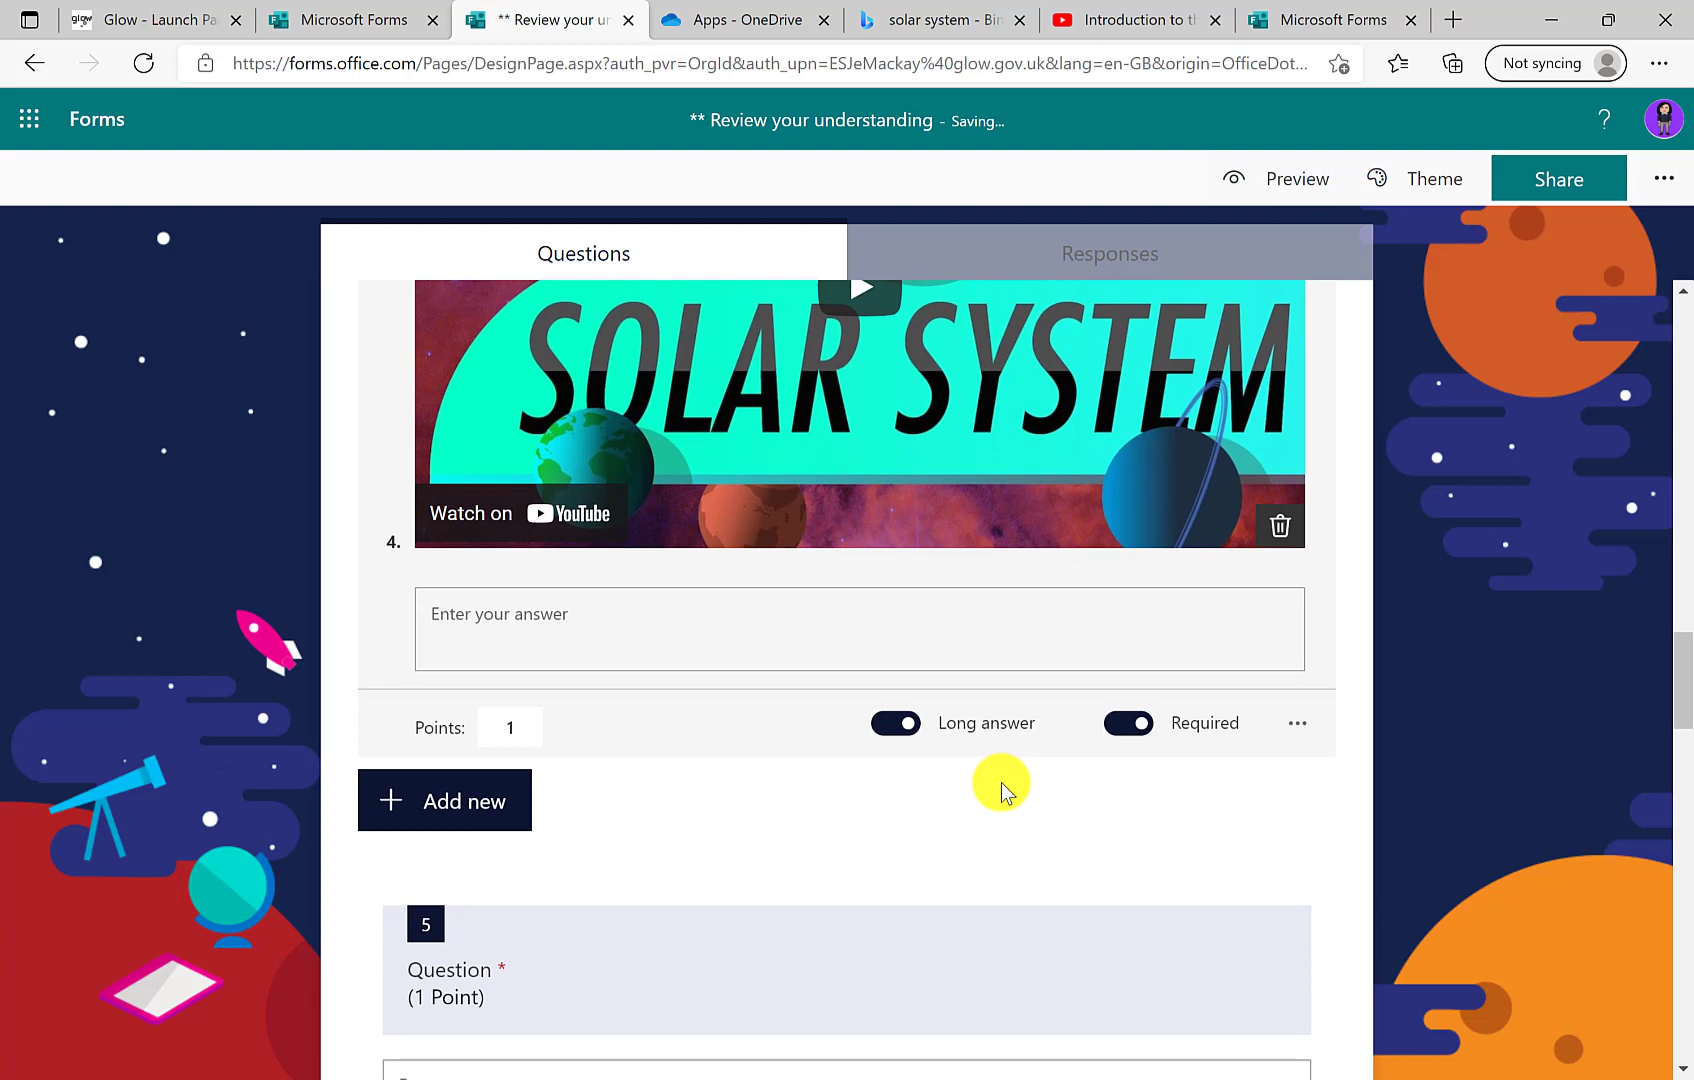 Glow - Launch Pa
Microsoft Forms
** Review your un
Apps - OneDrive
solar system - Bin
Introduction to th
Microsoft Forms
https://forms.office.com/Pages/DesignPage.aspx?auth_pvr=OrgId&auth_upn=ESJeMackay%40glow.gov.uk&lang=en-GB&origin=OfficeDot...
Not syncing
Forms
** Review your understanding - Saving...
?
Preview
Theme
Share
Questions
Responses
SOLAR SYSTEM
Watch on YouTube
4.
Enter your answer
Points: 1
Long answer
Required
Add new
5
Question *
(1 Point)